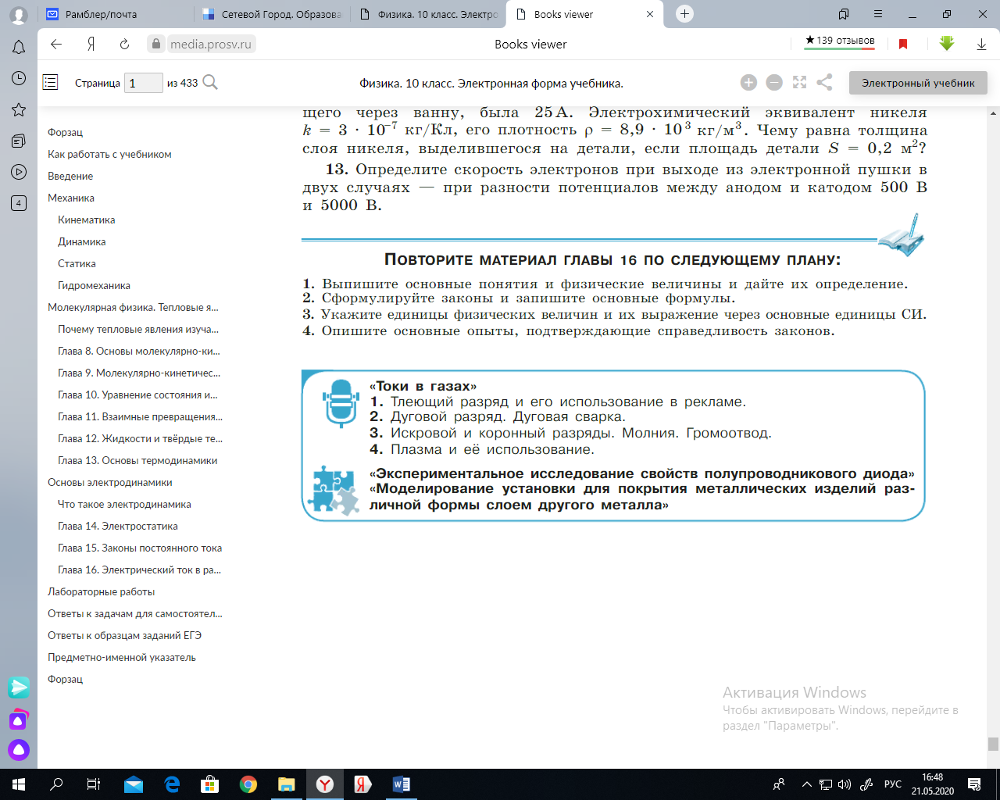 Рамблер/почта
Сетевой Город. Образова
Физика. 10 класс. Электро
Books viewer
media.prosv.ru
Books viewer
★139 отзывов
Страница 1 из 433
Физика. 10 класс. Электронная форма учебника.
Электронный учебник
4
Форзац
Как работать с учебником
Введение
Механика
Кинематика
Динамика
Статика
Гидромеханика
Молекулярная физика. Тепловые я...
Почему тепловые явления изуча...
Глава 8. Основы молекулярно-ки...
Глава 9. Молекулярно-кинетичес...
Глава 10. Уравнение состояния и...
Глава 11. Взаимные превращения...
Глава 12. Жидкости и твёрдые те...
Глава 13. Основы термодинамики
Основы электродинамики
Что такое электродинамика
Глава 14. Электростатика
Глава 15. Законы постоянного тока
Глава 16. Электрический ток в ра...
Лабораторные работы
Ответы к задачам для самостоятел...
Ответы к образцам заданий ЕГЭ
Предметно-именной указатель
Форзац
щего через ванну, была 25 А. Электрохимический эквивалент никеля
k = 3 · 10⁻⁷ кг/Кл, его плотность ρ = 8,9 · 10³ кг/м³. Чему равна толщина
слоя никеля, выделившегося на детали, если площадь детали S = 0,2 м²?
13. Определите скорость электронов при выходе из электронной пушки в
двух случаях — при разности потенциалов между анодом и катодом 500 В
и 5000 В.
ПОВТОРИТЕ МАТЕРИАЛ ГЛАВЫ 16 ПО СЛЕДУЮЩЕМУ ПЛАНУ:
1. Выпишите основные понятия и физические величины и дайте их определение.
2. Сформулируйте законы и запишите основные формулы.
3. Укажите единицы физических величин и их выражение через основные единицы СИ.
4. Опишите основные опыты, подтверждающие справедливость законов.
«Токи в газах»
1. Тлеющий разряд и его использование в рекламе.
2. Дуговой разряд. Дуговая сварка.
3. Искровой и коронный разряды. Молния. Громоотвод.
4. Плазма и её использование.
«Экспериментальное исследование свойств полупроводникового диода»
«Моделирование установки для покрытия металлических изделий раз-
личной формы слоем другого металла»
Активация Windows
Чтобы активировать Windows, перейдите в
раздел "Параметры".
РУС
16:48
21.05.2020